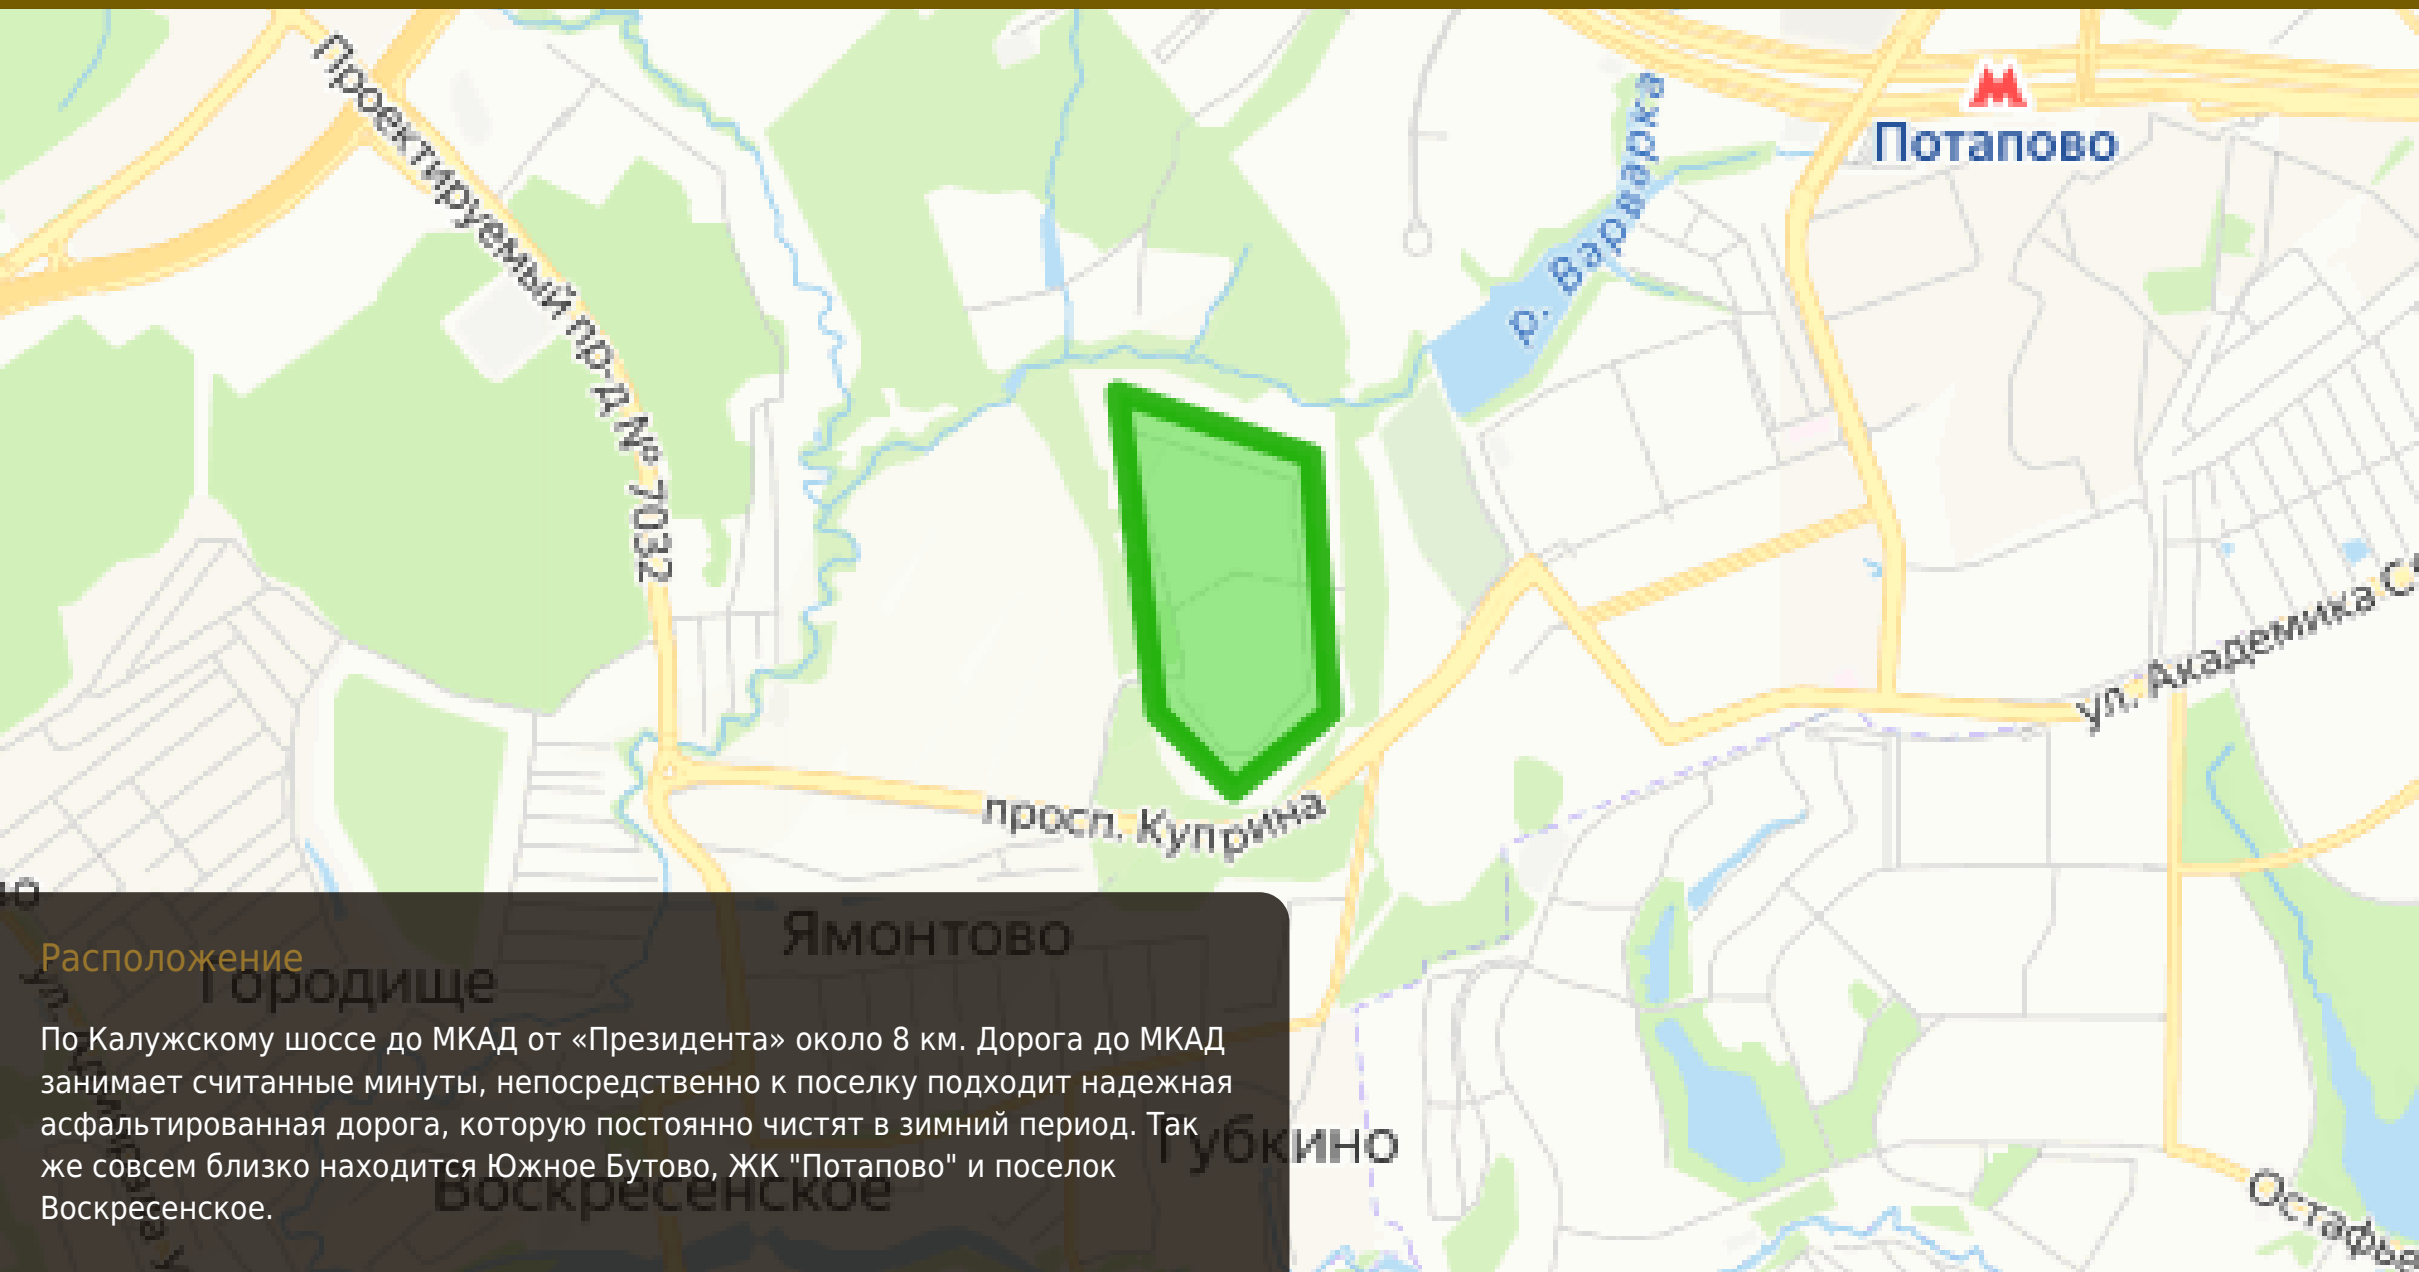 Проектируемый пр-д № 7032
Потапово
р. Варварка
ул. Академика
просп. Куприна
Ямонтово
Городище
Губкино
Воскресенское
Расположение
По Калужскому шоссе до МКАД от «Президента» около 8 км. Дорога до МКАД
занимает считанные минуты, непосредственно к поселку подходит надежная
асфальтированная дорога, которую постоянно чистят в зимний период. Так
же совсем близко находится Южное Бутово, ЖК "Потапово" и поселок
Воскресенское.